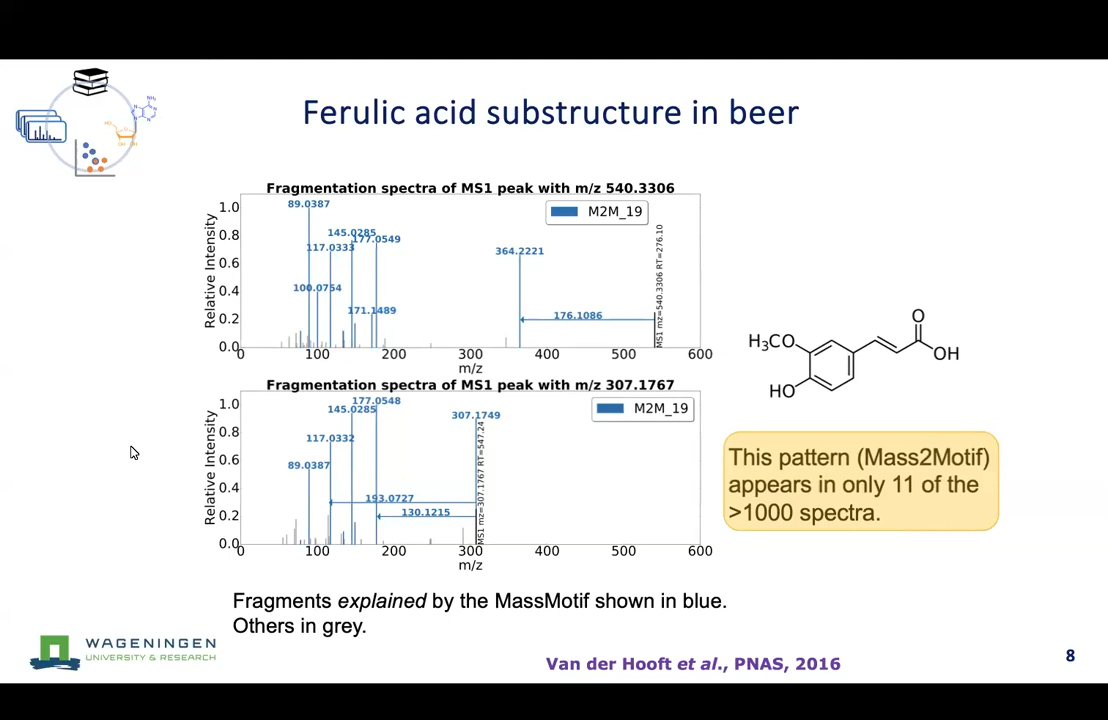 Ferulic acid substructure in beer
Fragmentation spectra of MS1 peak with m/z 540.3306
Relative Intensity
1.0
0.8
0.6
0.4
0.2
0.0
89.0387
145.0285
177.0549
117.0333
100.0754
171.1489
364.2221
176.1086
M2M_19
MS1 mz=540.3306 RT=276.10
0 100 200 300 400 500 600
m/z
Fragmentation spectra of MS1 peak with m/z 307.1767
Relative Intensity
1.0
0.8
0.6
0.4
0.2
0.0
177.0548
145.0285
307.1749
117.0332
89.0387
193.0727
130.1215
M2M_19
MS1 mz=307.1767 RT=547.24
0 100 200 300 400 500 600
m/z
O
H₃CO
OH
HO
This pattern (Mass2Motif)
appears in only 11 of the
>1000 spectra.
Fragments explained by the MassMotif shown in blue.
Others in grey.
WAGENINGEN
UNIVERSITY & RESEARCH
Van der Hooft et al., PNAS, 2016
8